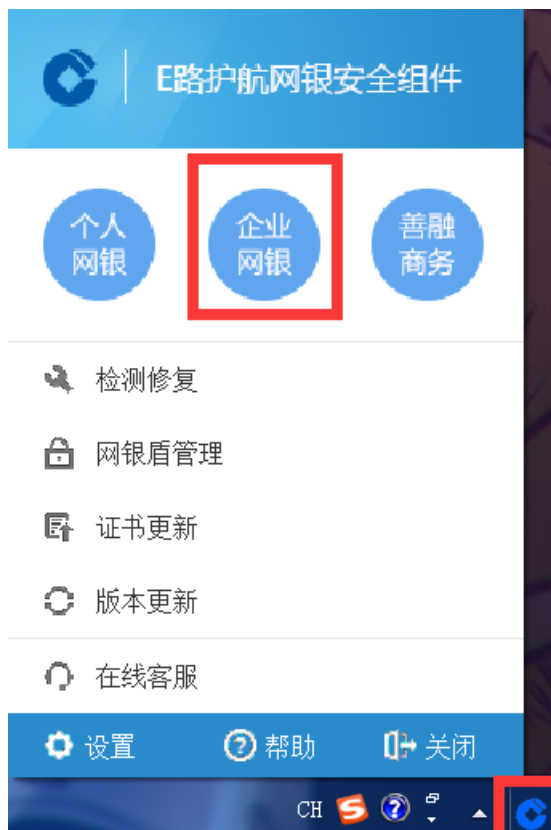 E路护航网银安全组件
个人
网银
企业
网银
善融
商务
检测修复
网银盾管理
证书更新
版本更新
在线客服
设置 帮助 关闭
CH